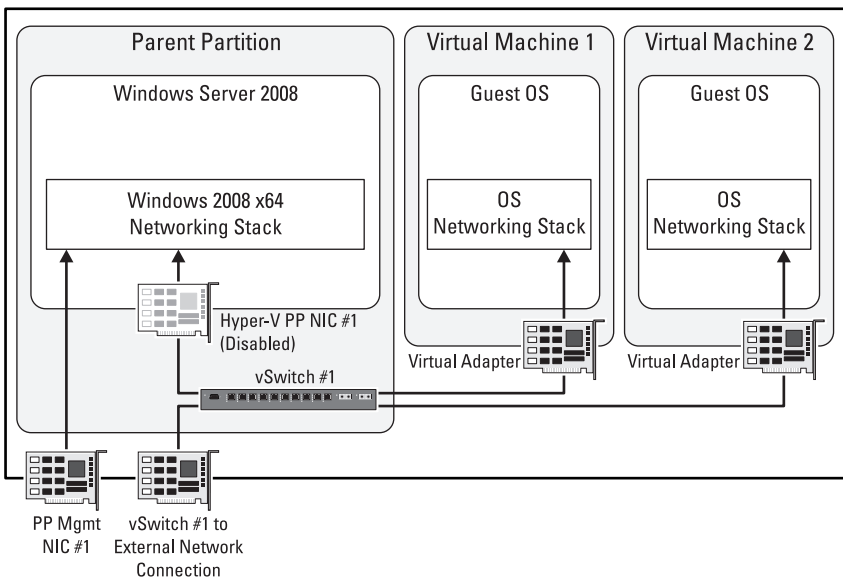 Parent Partition
Virtual Machine 1
Virtual Machine 2
Windows Server 2008
Guest OS
Guest OS
Windows 2008 x64
Networking Stack
OS
Networking Stack
OS
Networking Stack
Hyper-V PP NIC #1
(Disabled)
vSwitch #1
Virtual Adapter
Virtual Adapter
PP Mgmt
NIC #1
vSwitch #1 to
External Network
Connection